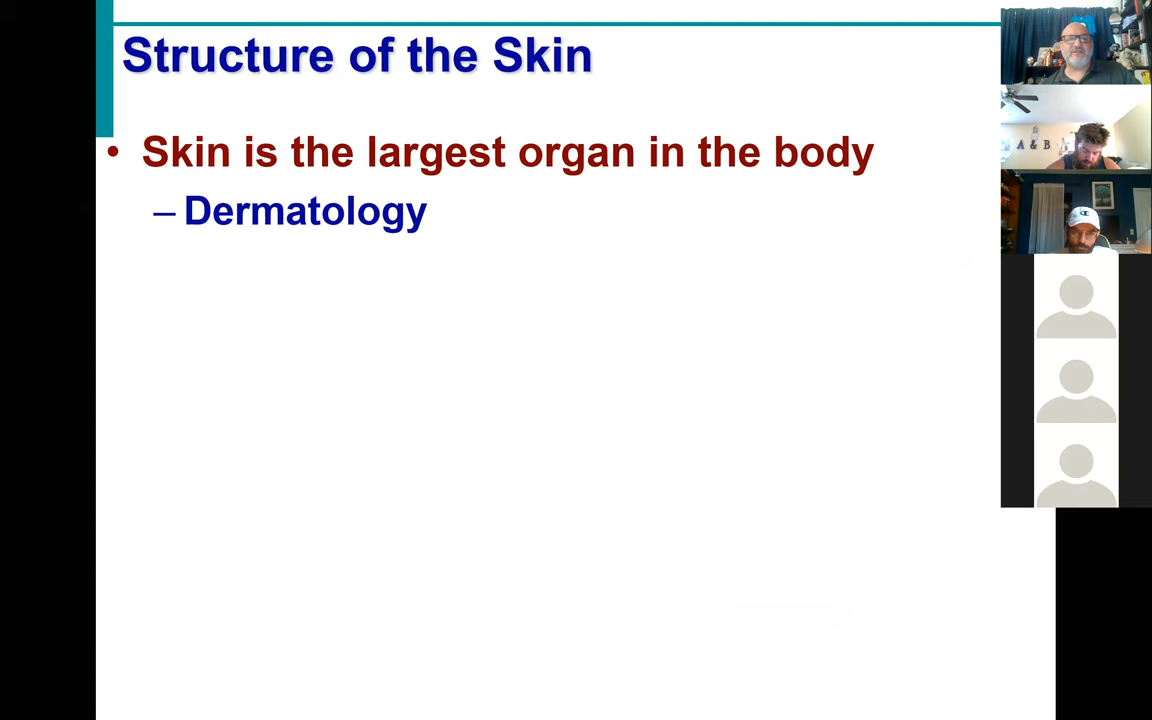 Structure of the Skin
• Skin is the largest organ in the body
– Dermatology
A & B